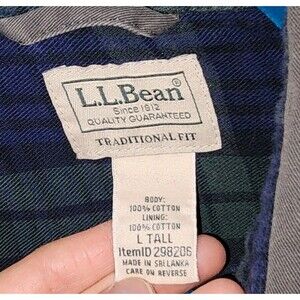 L.L.Bean®
Since 1912
QUALITY GUARANTEED
TRADITIONAL FIT
BODY:
100% COTTON
LINING:
100% COTTON
L TALL
ItemID 298206
MADE IN SRI LANKA
CARE ON REVERSE